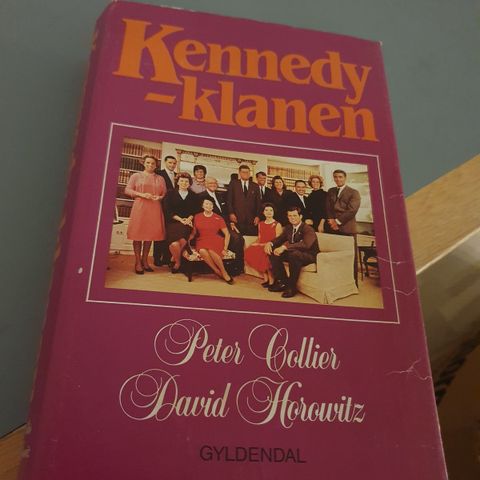 Kennedy
-klanen
Peter Collier
David Horowitz
GYLDENDAL